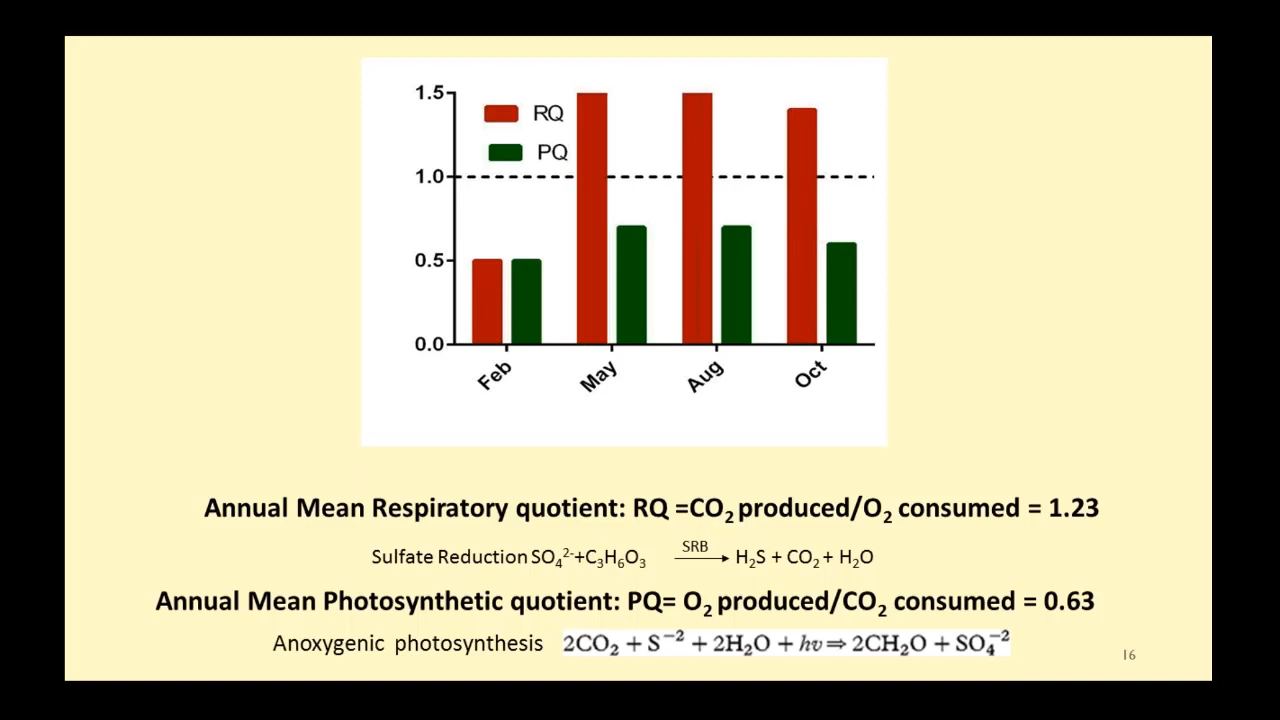 1.5
RQ
PQ
1.0
0.5
0.0
Feb May Aug Oct
Annual Mean Respiratory quotient: RQ =CO₂ produced/O₂ consumed = 1.23
Sulfate Reduction SO₄²⁻+C₃H₆O₃ SRB → H₂S + CO₂ + H₂O
Annual Mean Photosynthetic quotient: PQ= O₂ produced/CO₂ consumed = 0.63
Anoxygenic photosynthesis 2CO₂ + S⁻² + 2H₂O + hν ⇒ 2CH₂O + SO₄⁻²
16